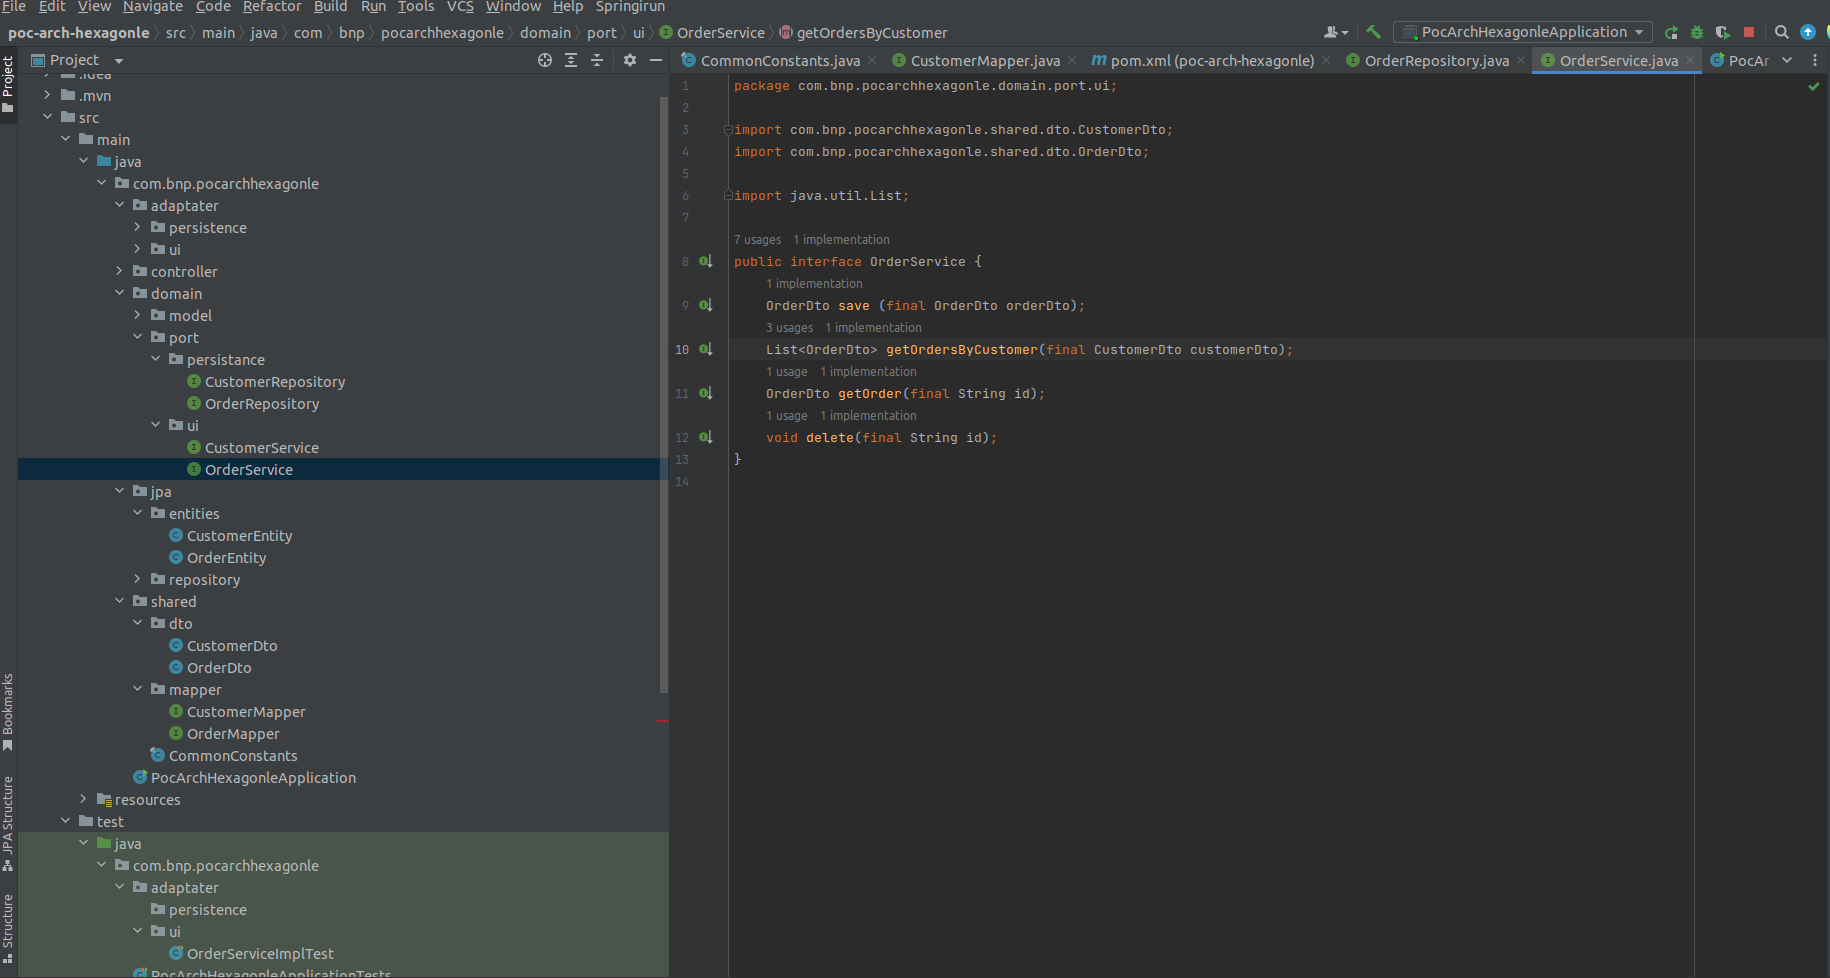 File Edit View Navigate Code Refactor Build Run Tools VCS Window Help Springirun
poc-arch-hexagonle src main java com bnp pocarchhexagonle domain port ui OrderService getOrdersByCustomer PocArchHexagonleApplication
Project
CommonConstants.java CustomerMapper.java pom.xml (poc-arch-hexagonle) OrderRepository.java OrderService.java PocAr
Project
.idea
.mvn
src
main
java
com.bnp.pocarchhexagonle
adaptater
persistence
ui
controller
domain
model
port
persistance
CustomerRepository
OrderRepository
ui
CustomerService
OrderService
jpa
entities
CustomerEntity
OrderEntity
repository
shared
dto
CustomerDto
OrderDto
mapper
CustomerMapper
OrderMapper
CommonConstants
PocArchHexagonleApplication
resources
test
java
com.bnp.pocarchhexagonle
adaptater
persistence
ui
OrderServiceImplTest
PocArchHexagonleApplicationTests
Bookmarks
JPA Structure
Structure
1 package com.bnp.pocarchhexagonle.domain.port.ui;
2
3 import com.bnp.pocarchhexagonle.shared.dto.CustomerDto;
4 import com.bnp.pocarchhexagonle.shared.dto.OrderDto;
5
6 import java.util.List;
7
7 usages 1 implementation
8 public interface OrderService {
1 implementation
9 OrderDto save (final OrderDto orderDto);
3 usages 1 implementation
10 List<OrderDto> getOrdersByCustomer(final CustomerDto customerDto);
1 usage 1 implementation
11 OrderDto getOrder(final String id);
1 usage 1 implementation
12 void delete(final String id);
13 }
14